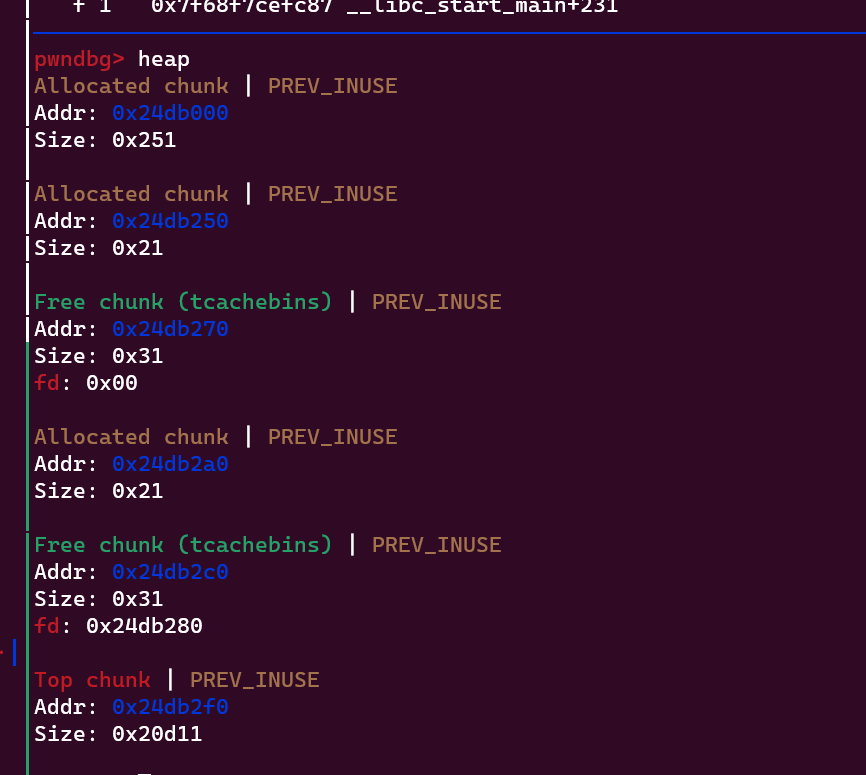 f 1   0x7f68f7cefc87 __libc_start_main+231
pwndbg> heap
Allocated chunk | PREV_INUSE
Addr: 0x24db000
Size: 0x251
Allocated chunk | PREV_INUSE
Addr: 0x24db250
Size: 0x21
Free chunk (tcachebins) | PREV_INUSE
Addr: 0x24db270
Size: 0x31
fd: 0x00
Allocated chunk | PREV_INUSE
Addr: 0x24db2a0
Size: 0x21
Free chunk (tcachebins) | PREV_INUSE
Addr: 0x24db2c0
Size: 0x31
fd: 0x24db280
Top chunk | PREV_INUSE
Addr: 0x24db2f0
Size: 0x20d11